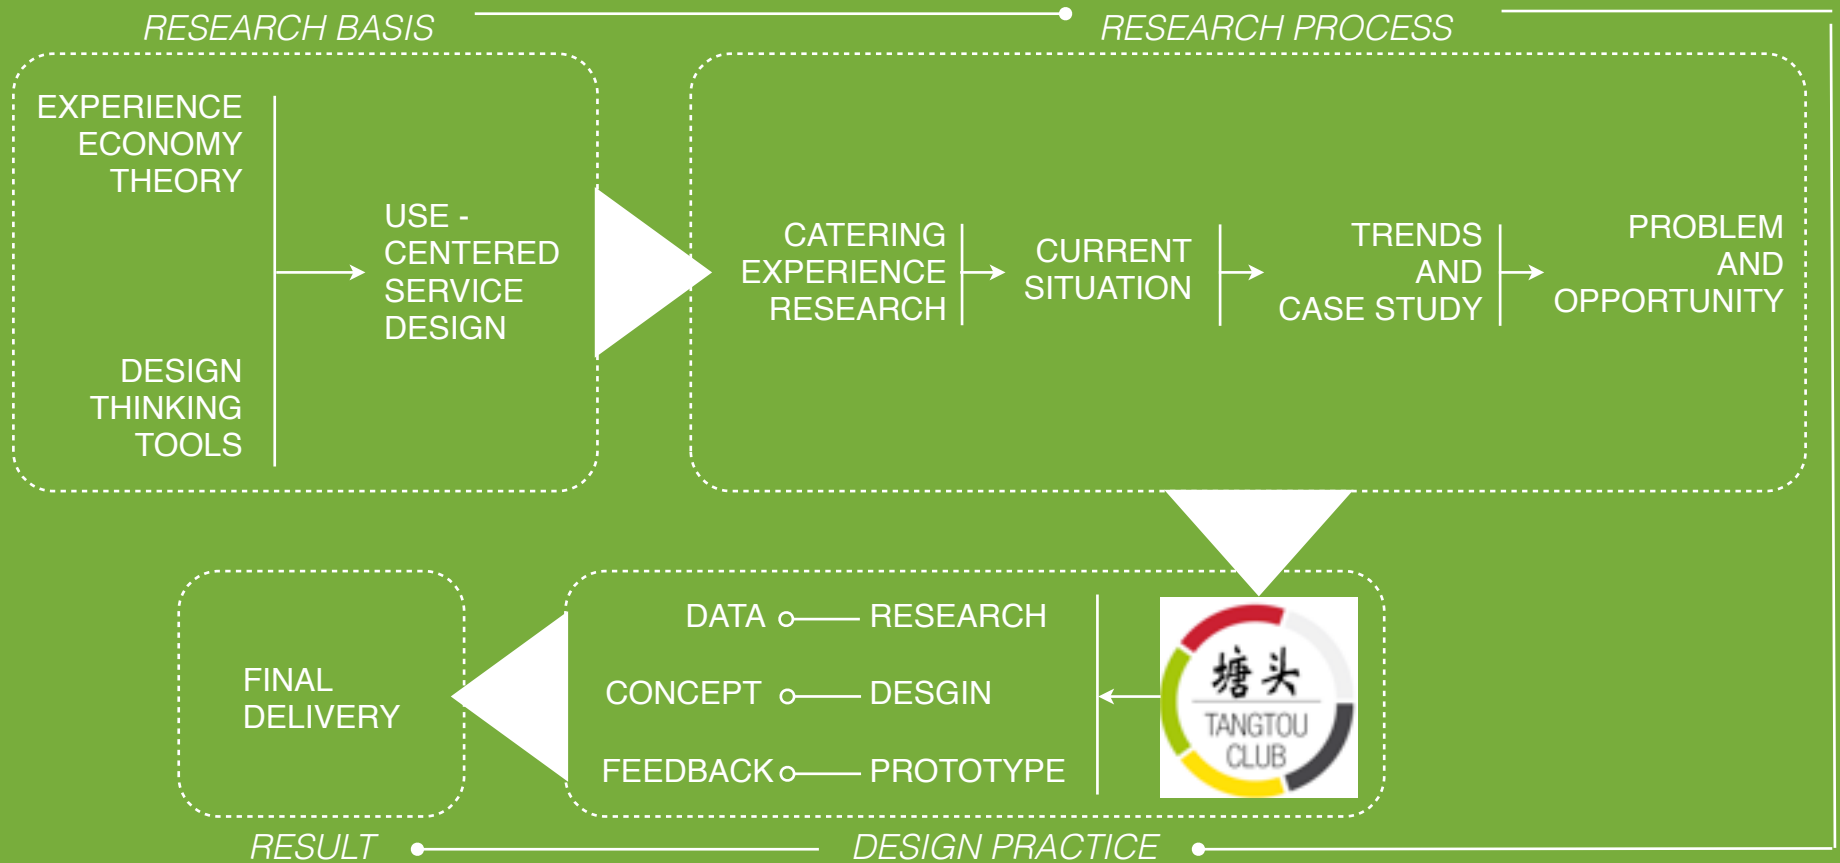 RESEARCH BASIS
RESEARCH PROCESS
EXPERIENCE
ECONOMY
THEORY
DESIGN
THINKING
TOOLS
USE -
CENTERED
SERVICE
DESIGN
CATERING
EXPERIENCE
RESEARCH
CURRENT
SITUATION
TRENDS
AND
CASE STUDY
PROBLEM
AND
OPPORTUNITY
塘头
TANGTOU
CLUB
DATA RESEARCH
CONCEPT DESGIN
FEEDBACK PROTOTYPE
FINAL
DELIVERY
RESULT
DESIGN PRACTICE